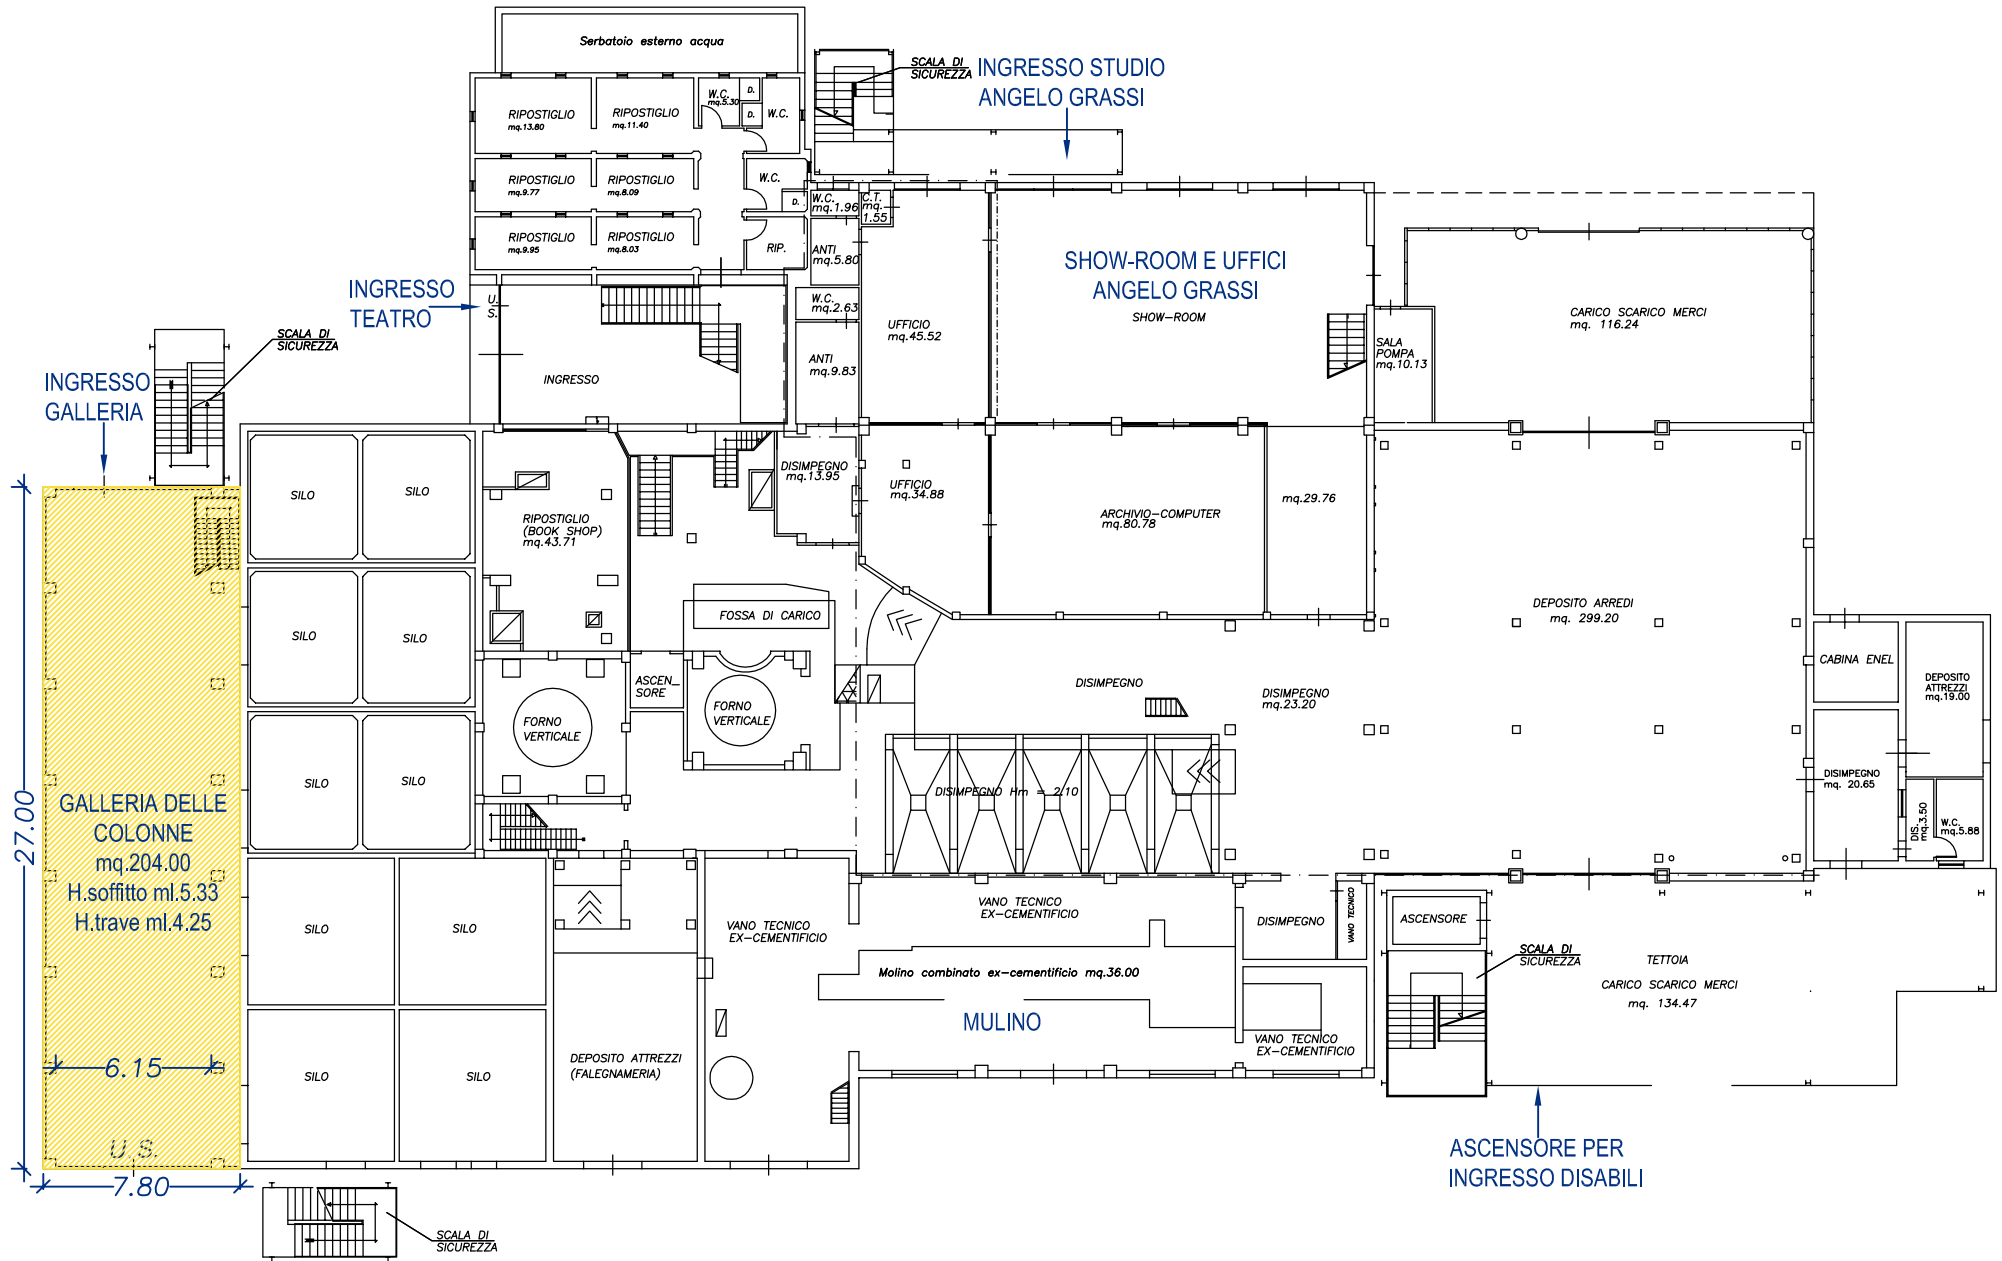 Serbatoio esterno acqua
SCALA DI
SICUREZZA
INGRESSO STUDIO
ANGELO GRASSI
RIPOSTIGLIO
mq.13.80
RIPOSTIGLIO
mq.11.40
W.C.
mq.5.30
D.
D.
W.C.
RIPOSTIGLIO
mq.9.77
RIPOSTIGLIO
mq.8.09
W.C.
D.
RIPOSTIGLIO
mq.9.95
RIPOSTIGLIO
mq.8.03
RIP.
W.C.
mq.1.96
C.T.
mq.
1.55
ANTI
mq.5.80
W.C.
mq.2.63
ANTI
mq.9.83
UFFICIO
mq.45.52
SHOW-ROOM E UFFICI
ANGELO GRASSI
SHOW-ROOM
SALA
POMPA
mq.10.13
CARICO SCARICO MERCI
mq. 116.24
INGRESSO
TEATRO
U.
S.
INGRESSO
SCALA DI
SICUREZZA
INGRESSO
GALLERIA
SILO
SILO
RIPOSTIGLIO
(BOOK SHOP)
mq.43.71
DISIMPEGNO
mq.13.95
UFFICIO
mq.34.88
ARCHIVIO-COMPUTER
mq.80.78
mq.29.76
SILO
SILO
FOSSA DI CARICO
DEPOSITO ARREDI
mq. 299.20
CABINA ENEL
DEPOSITO
ATTREZZI
mq.19.00
ASCEN_
SORE
FORNO
VERTICALE
FORNO
VERTICALE
DISIMPEGNO
DISIMPEGNO
mq.23.20
SILO
SILO
DISIMPEGNO Hm = 2.10
DISIMPEGNO
mq. 20.65
DIS.
mq.3.50
W.C.
mq.5.88
27.00
GALLERIA DELLE
COLONNE
mq.204.00
H.soffitto ml.5.33
H.trave ml.4.25
SILO
SILO
VANO TECNICO
EX-CEMENTIFICIO
VANO TECNICO
EX-CEMENTIFICIO
DISIMPEGNO
VANO TECNICO
ASCENSORE
SCALA DI
SICUREZZA
TETTOIA
CARICO SCARICO MERCI
mq. 134.47
Molino combinato ex-cementificio mq.36.00
MULINO
VANO TECNICO
EX-CEMENTIFICIO
6.15
SILO
SILO
DEPOSITO ATTREZZI
(FALEGNAMERIA)
U.S.
7.80
ASCENSORE PER
INGRESSO DISABILI
SCALA DI
SICUREZZA